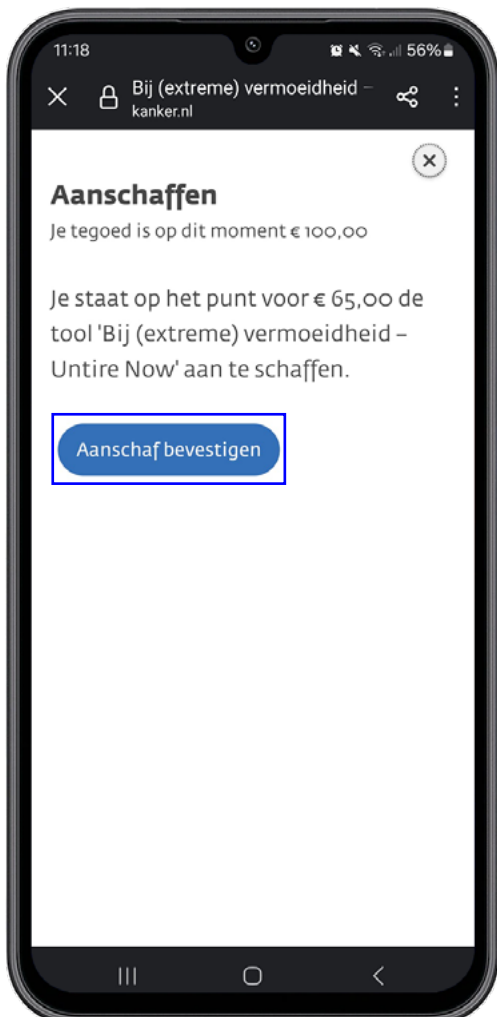 11:18
56%
Bij (extreme) vermoeidheid –
kanker.nl
Aanschaffen
Je tegoed is op dit moment € 100,00
Je staat op het punt voor € 65,00 de
tool 'Bij (extreme) vermoeidheid –
Untire Now' aan te schaffen.
Aanschaf bevestigen